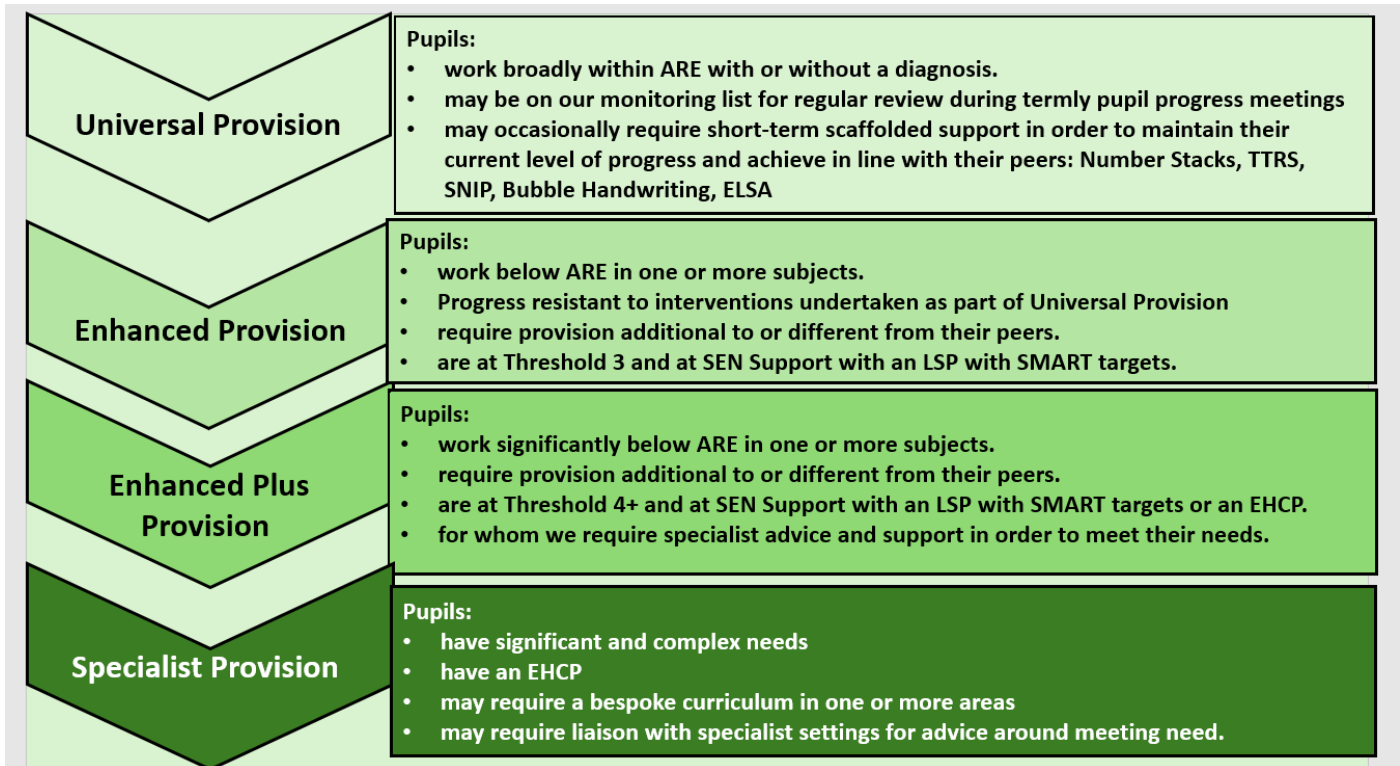 Universal Provision
Pupils:
• work broadly within ARE with or without a diagnosis.
• may be on our monitoring list for regular review during termly pupil progress meetings
• may occasionally require short-term scaffolded support in order to maintain their
current level of progress and achieve in line with their peers: Number Stacks, TTRS,
SNIP, Bubble Handwriting, ELSA
Enhanced Provision
Pupils:
• work below ARE in one or more subjects.
• Progress resistant to interventions undertaken as part of Universal Provision
• require provision additional to or different from their peers.
• are at Threshold 3 and at SEN Support with an LSP with SMART targets.
Enhanced Plus
Provision
Pupils:
• work significantly below ARE in one or more subjects.
• require provision additional to or different from their peers.
• are at Threshold 4+ and at SEN Support with an LSP with SMART targets or an EHCP.
• for whom we require specialist advice and support in order to meet their needs.
Specialist Provision
Pupils:
• have significant and complex needs
• have an EHCP
• may require a bespoke curriculum in one or more areas
• may require liaison with specialist settings for advice around meeting need.